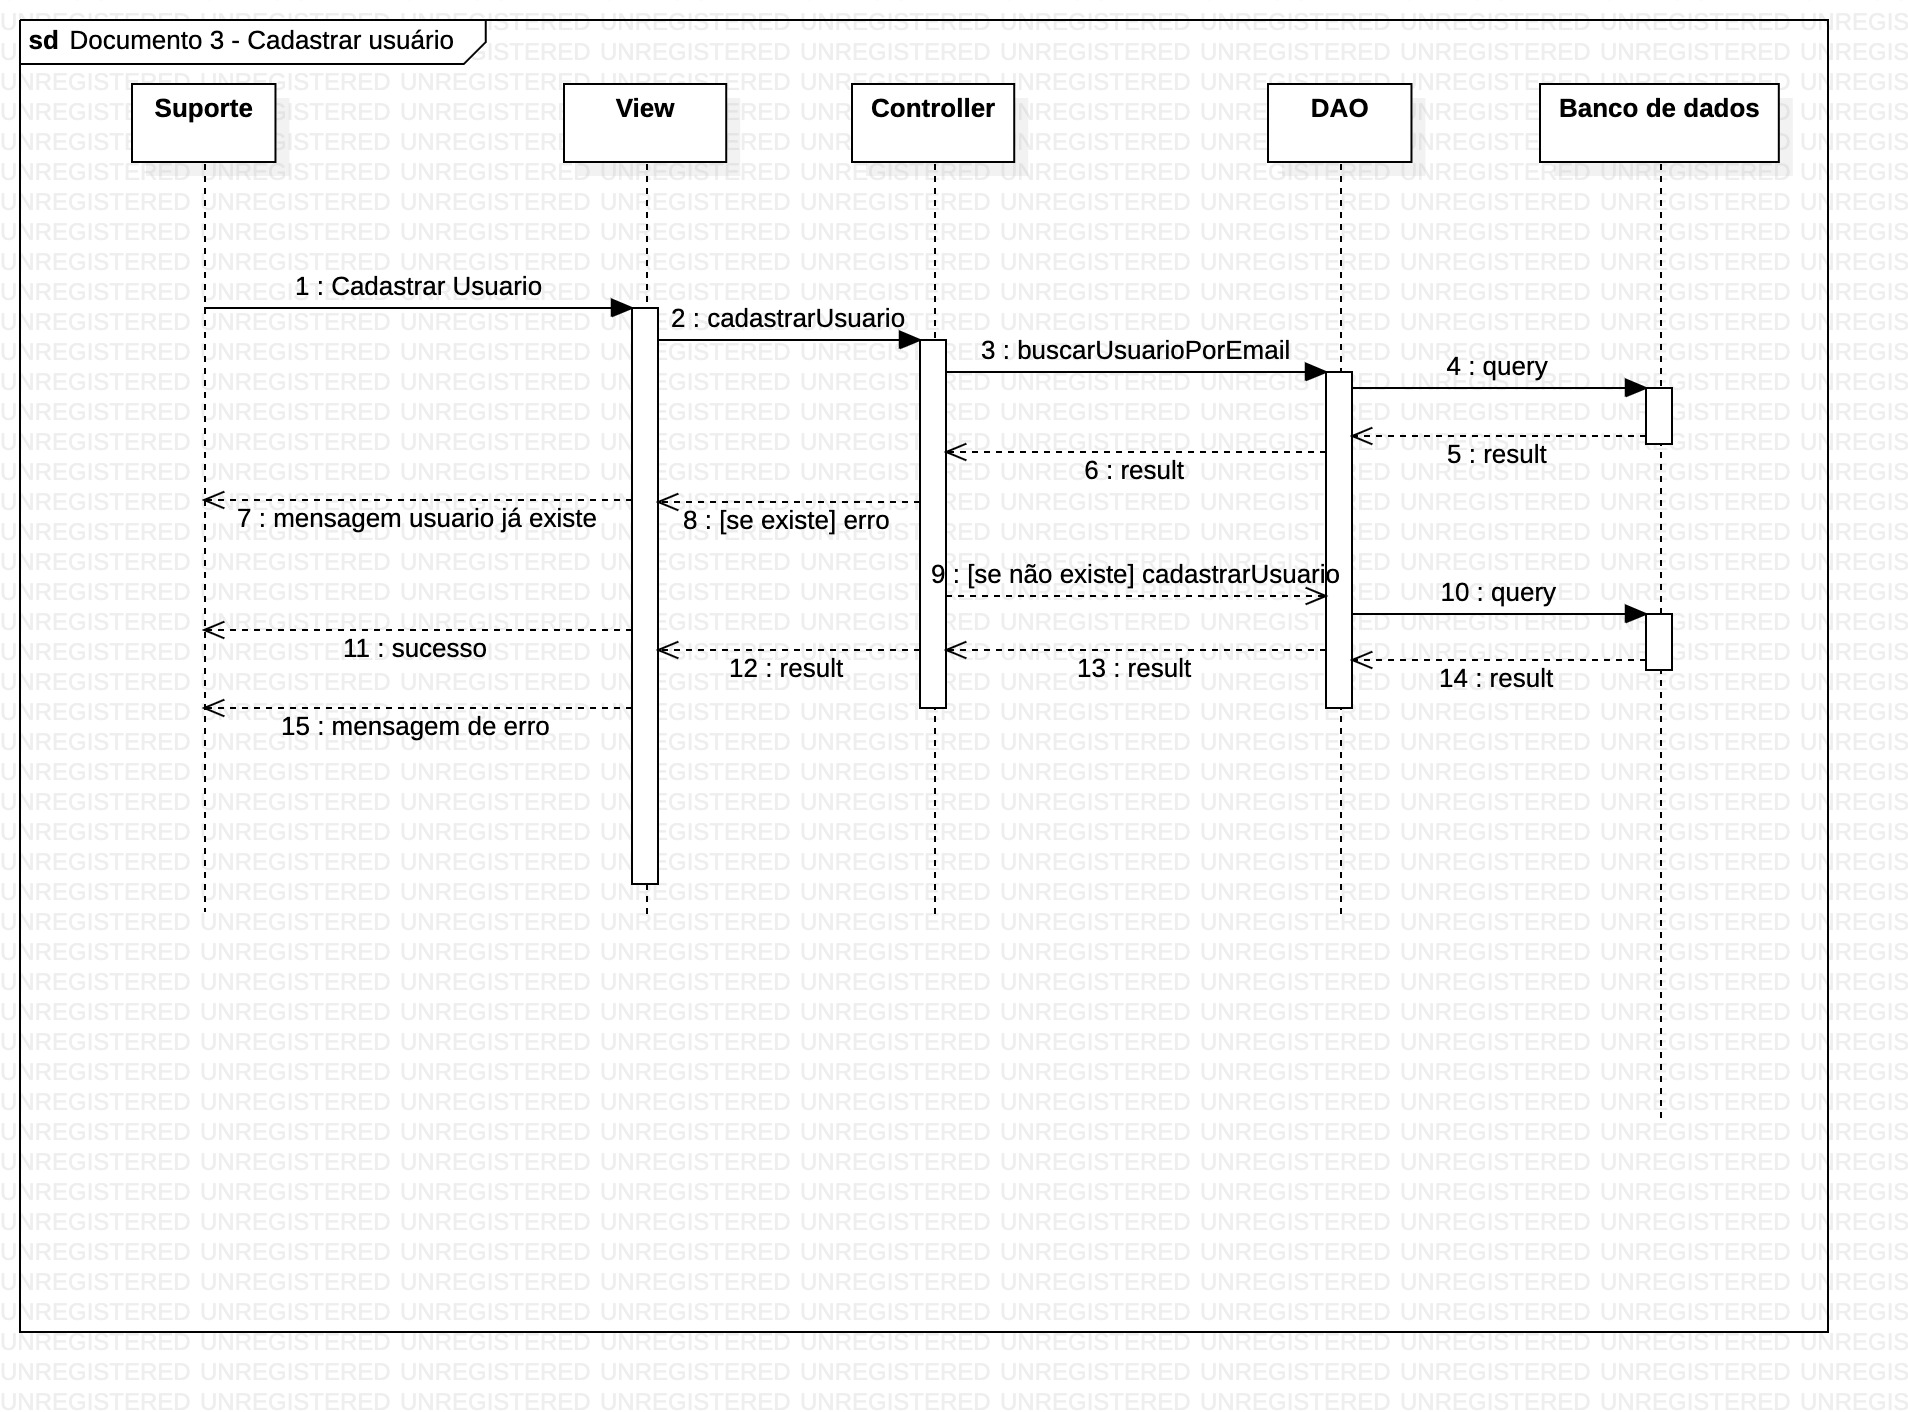 sd Documento 3 - Cadastrar usuário
Suporte
View
Controller
DAO
Banco de dados
1 : Cadastrar Usuario
2 : cadastrarUsuario
3 : buscarUsuarioPorEmail
4 : query
5 : result
6 : result
7 : mensagem usuario já existe
8 : [se existe] erro
9 : [se não existe] cadastrarUsuario
10 : query
11 : sucesso
12 : result
13 : result
14 : result
15 : mensagem de erro
UNREGISTERED